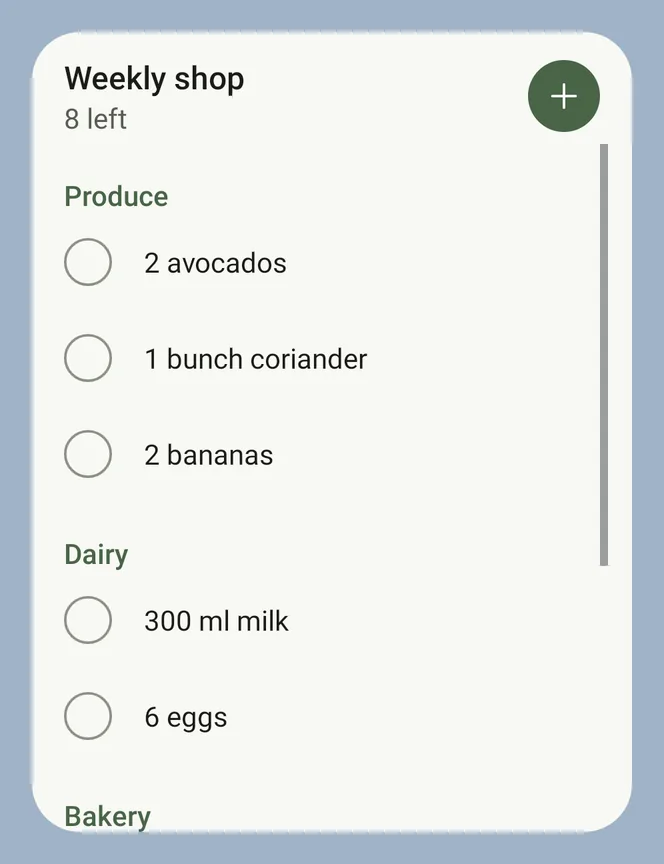 Weekly shop
8 left
Produce
2 avocados
1 bunch coriander
2 bananas
Dairy
300 ml milk
6 eggs
Bakery